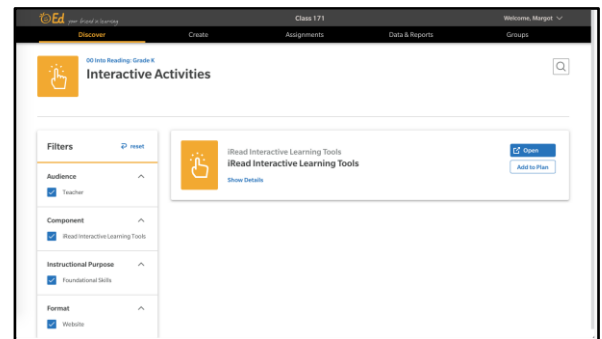 Ed your friend in learning
Class 171
Welcome, Margot
Discover
Create
Assignments
Data & Reports
Groups
00 Into Reading: Grade K
Interactive Activities
Filters
reset
Audience
Teacher
Component
iRead Interactive Learning Tools
Instructional Purpose
Foundational Skills
Format
Website
iRead Interactive Learning Tools
iRead Interactive Learning Tools
Show Details
Open
Add to Plan